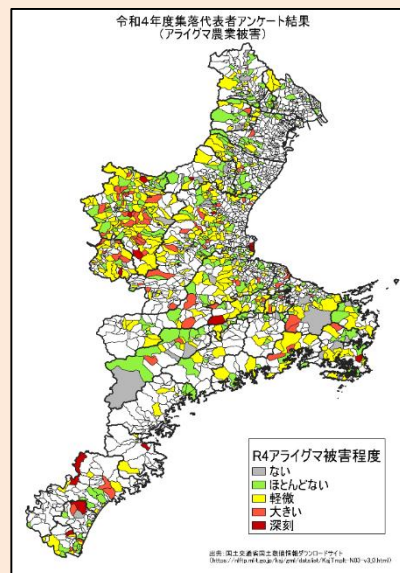 令和4年度集落代表者アンケート結果
(アライグマ農業被害)
R4アライグマ被害程度
ない
ほとんどない
軽微
大きい
深刻
出典:国土交通省国土数値情報ダウンロードサイト